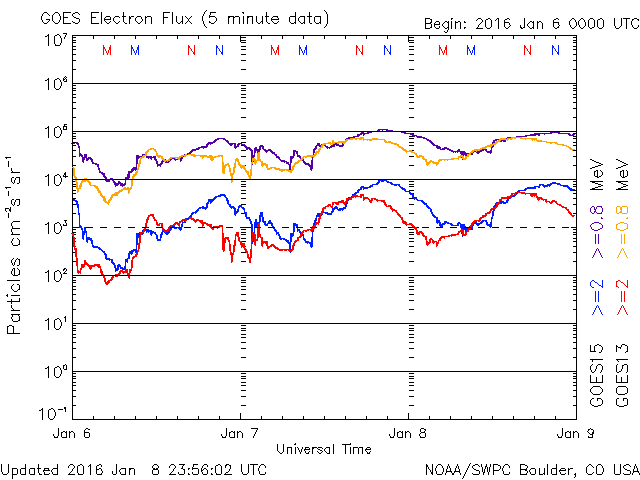 GOES Electron Flux (5 minute data)
Begin: 2016 Jan 6 0000 UTC
M M N N M M N N M M N N
10⁷
10⁶
10⁵
10⁴
10³
10²
10¹
10⁰
10⁻¹
Particles cm⁻²s⁻¹sr⁻¹
Jan 6 Jan 7 Jan 8 Jan 9
Universal Time
GOES15 >=2 >=0.8 MeV
GOES13 >=2 >=0.8 MeV
Updated 2016 Jan 8 23:56:02 UTC
NOAA/SWPC Boulder, CO USA